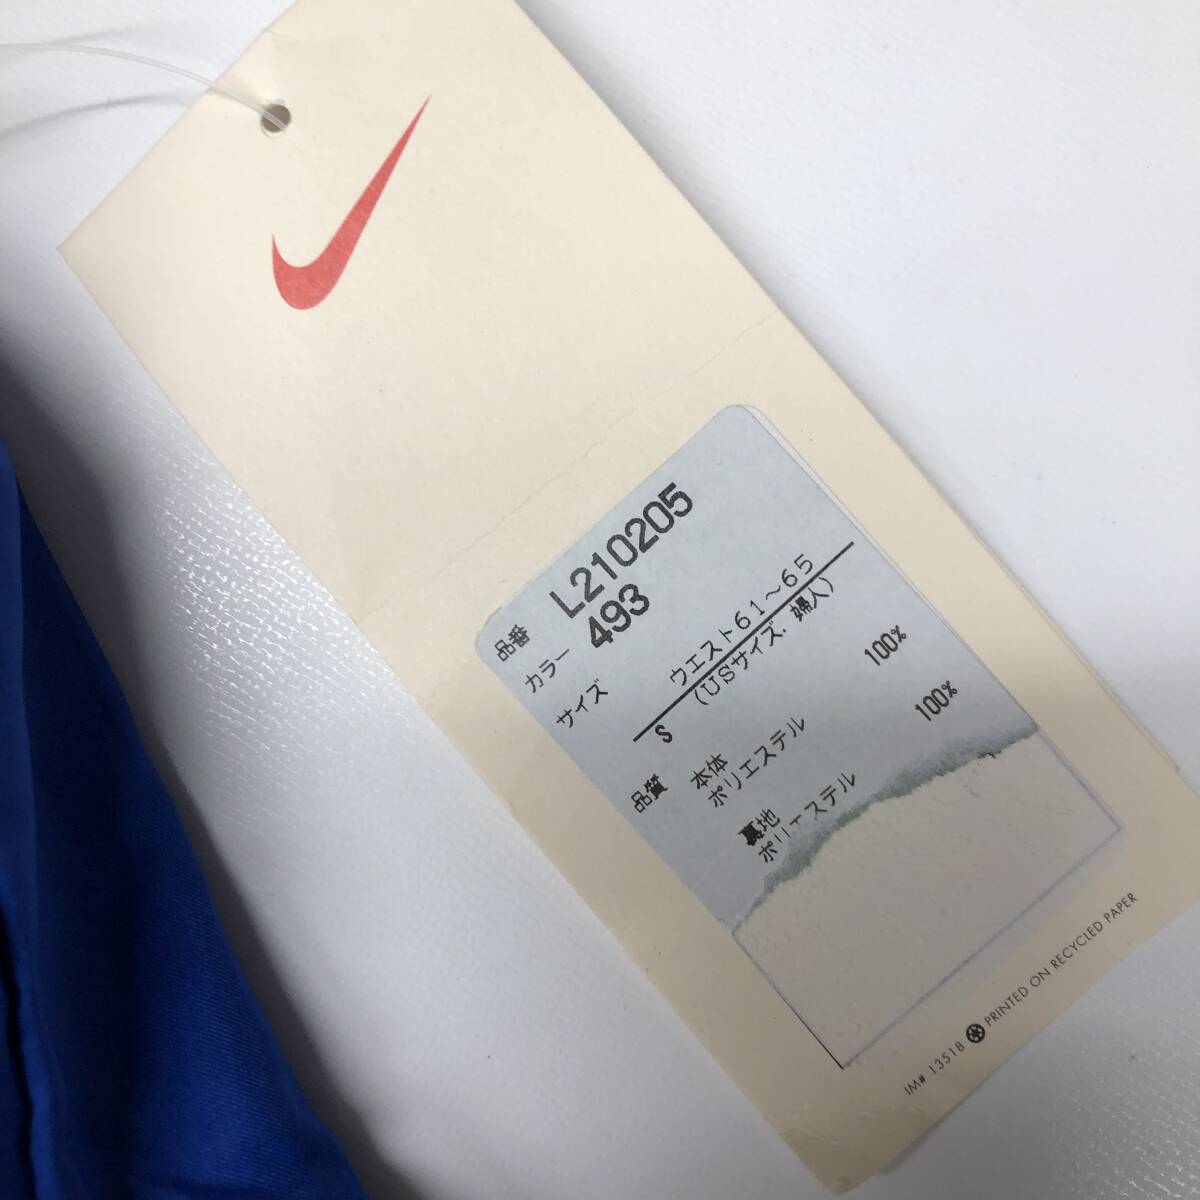 品番 L210205
カラー 493
サイズ ウエスト61～65
S (USサイズ．婦人)
品質 本体
ポリエステル 100%
裏地
ポリエステル 100%
IM# 13518 PRINTED ON RECYCLED PAPER